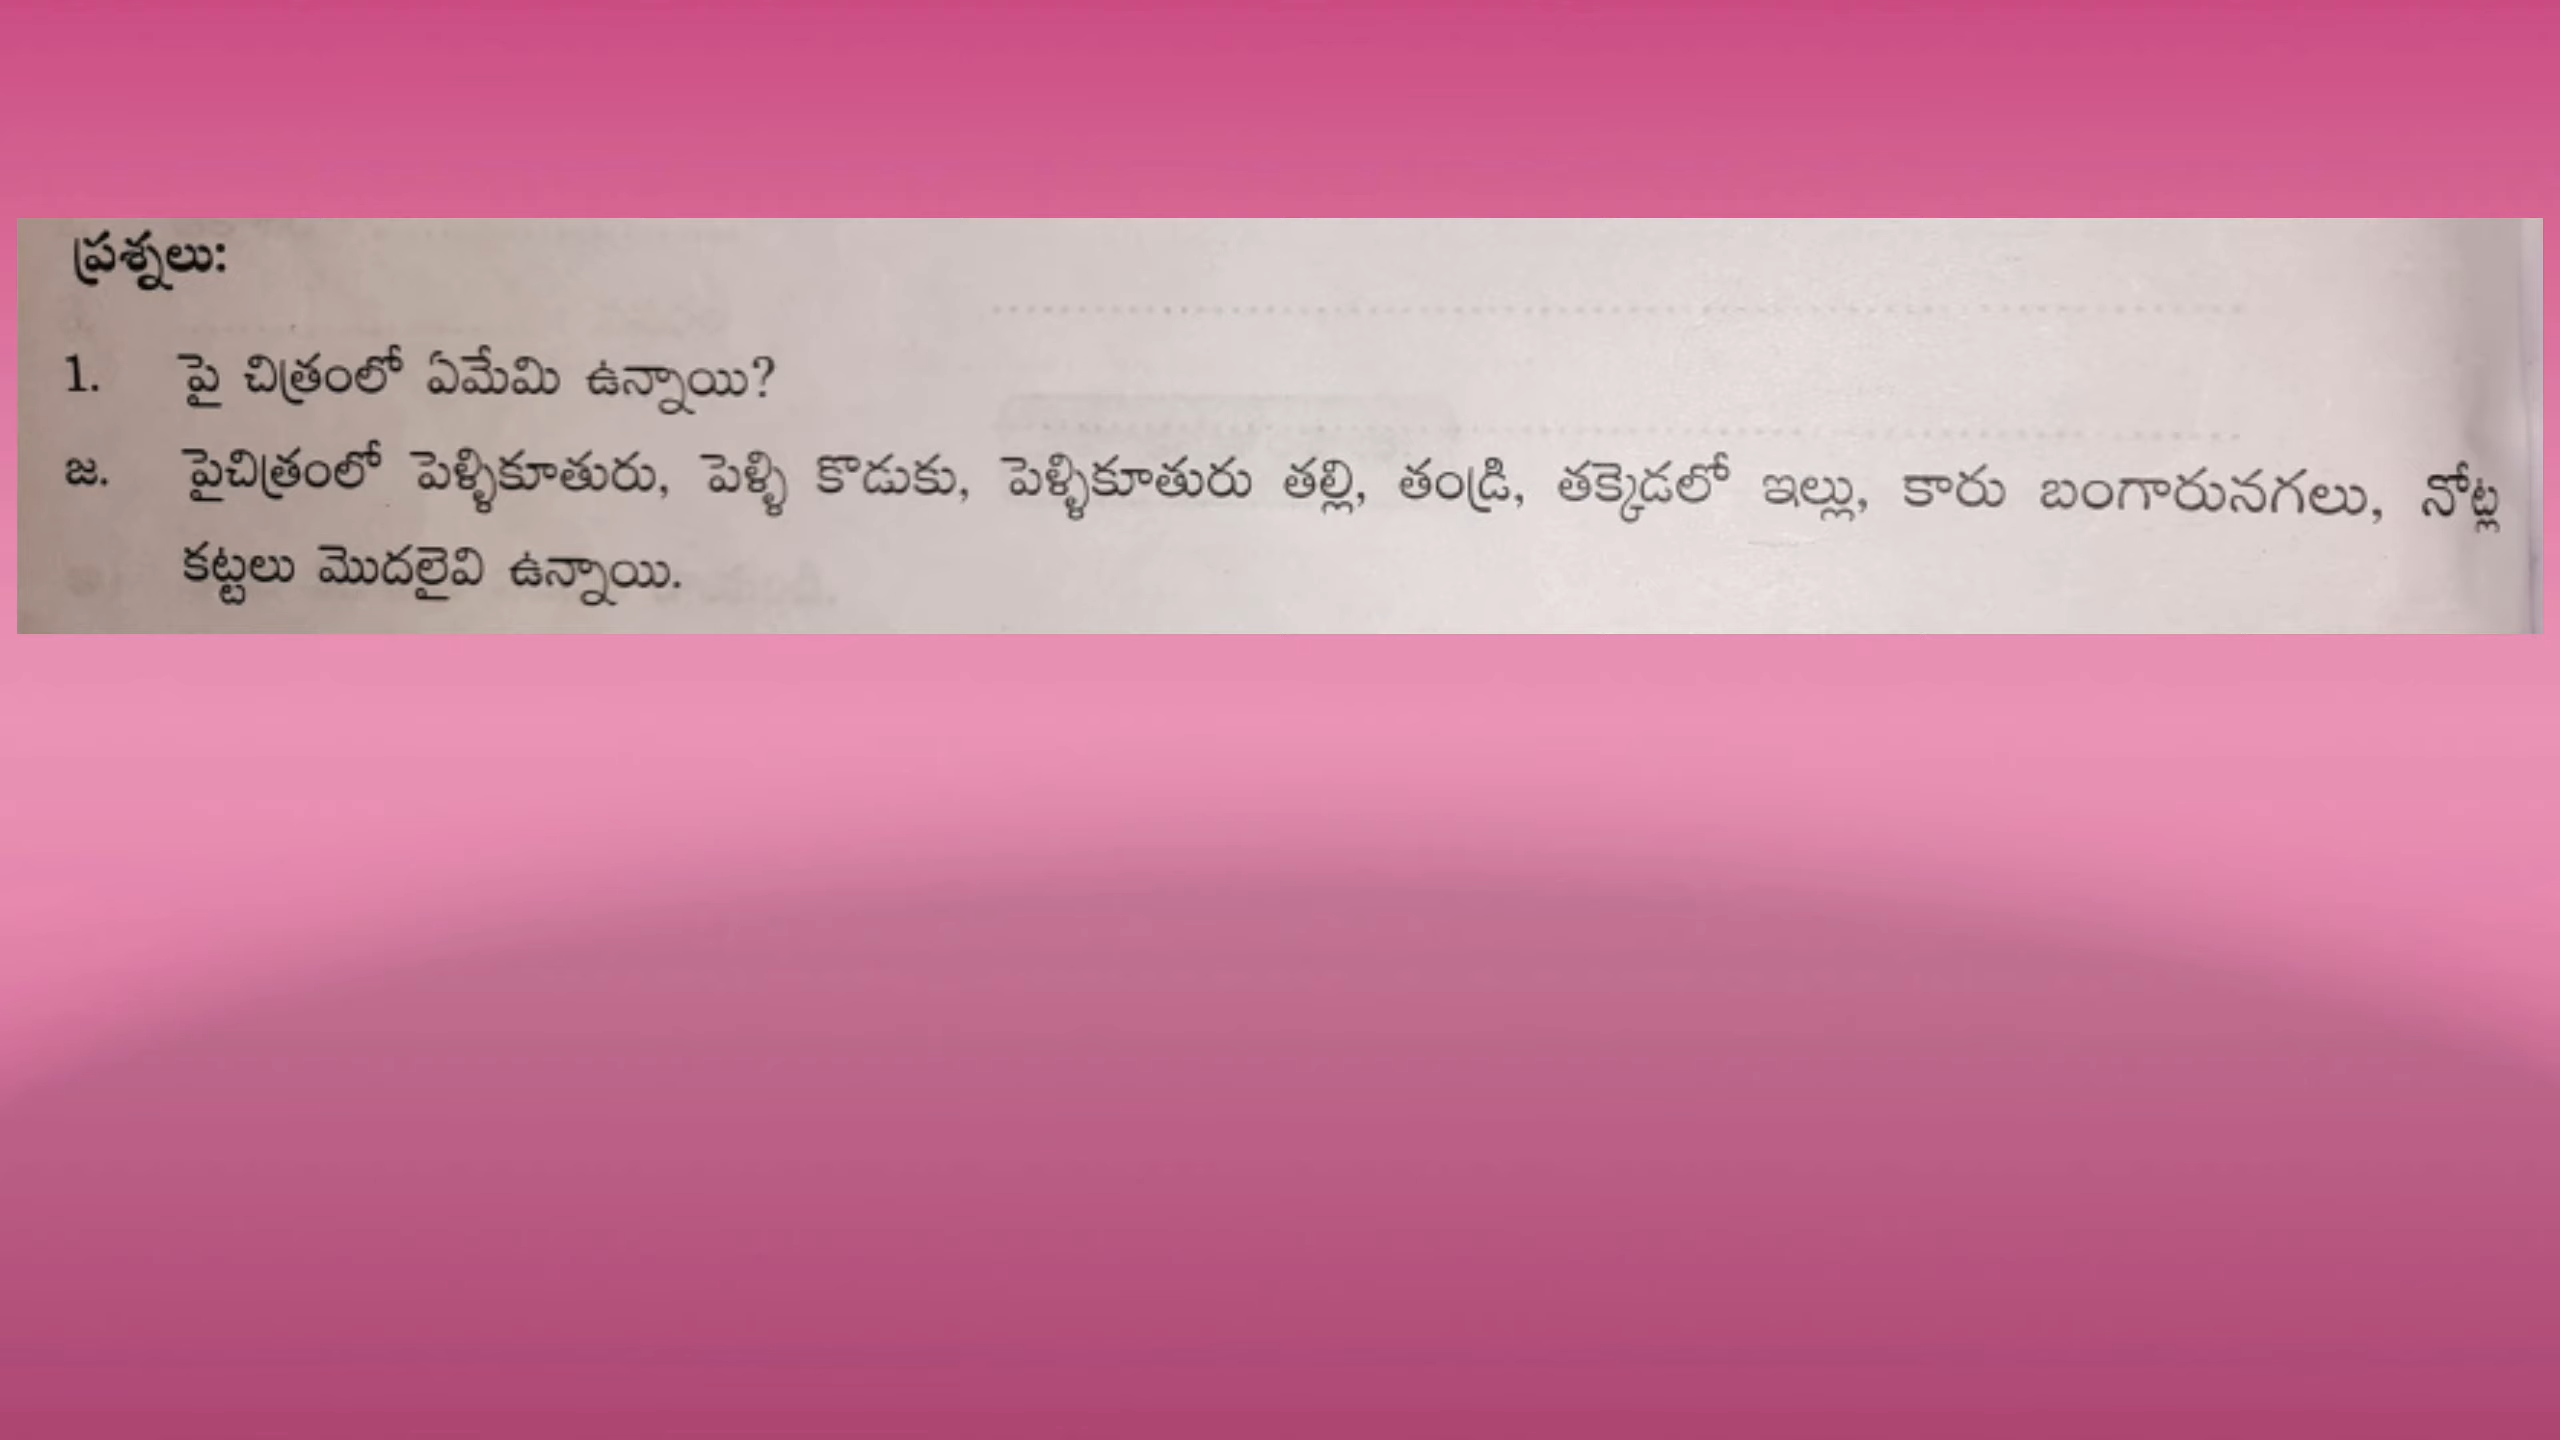 ప్రశ్నలు:
1. పై చిత్రంలో ఏమేమి ఉన్నాయి?
జ. పైచిత్రంలో పెళ్ళికూతురు, పెళ్ళి కొడుకు, పెళ్ళికూతురు తల్లి, తండ్రి, తక్కెడలో ఇల్లు, కారు బంగారునగలు, నోట్ల
కట్టలు మొదలైవి ఉన్నాయి.